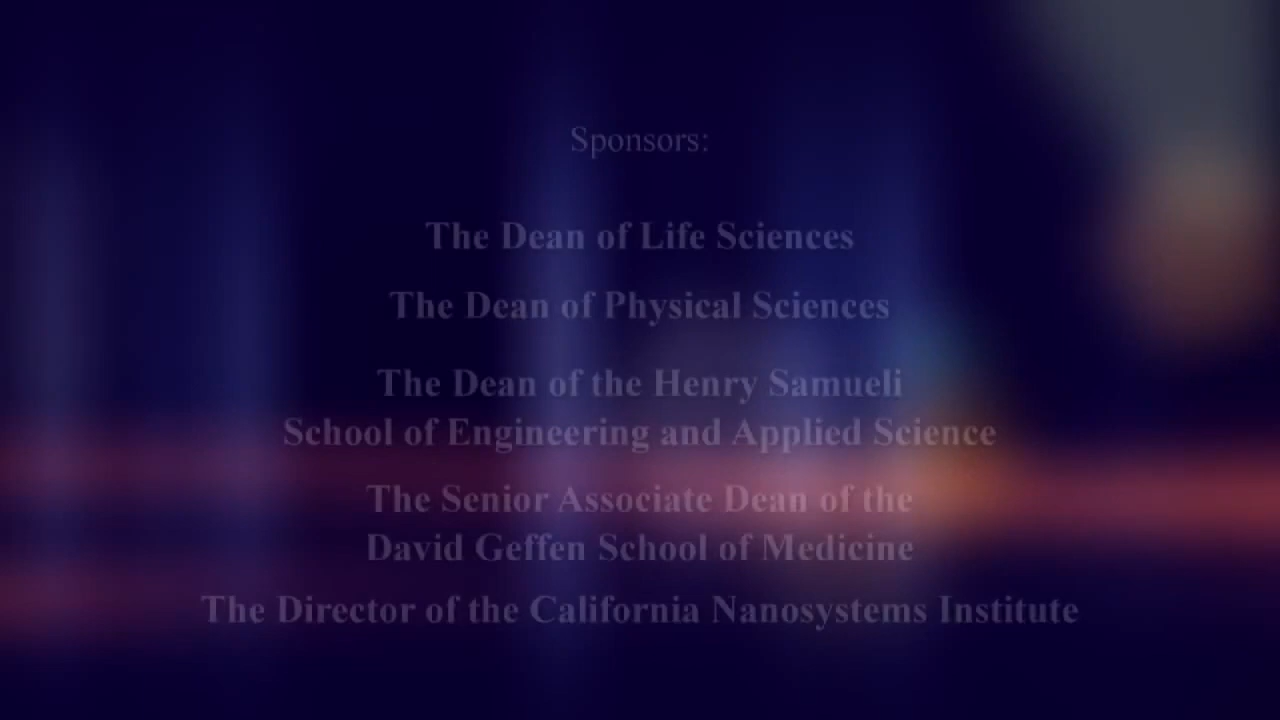 Sponsors:
The Dean of Life Sciences
The Dean of Physical Sciences
The Dean of the Henry Samueli
School of Engineering and Applied Science
The Senior Associate Dean of the
David Geffen School of Medicine
The Director of the California Nanosystems Institute